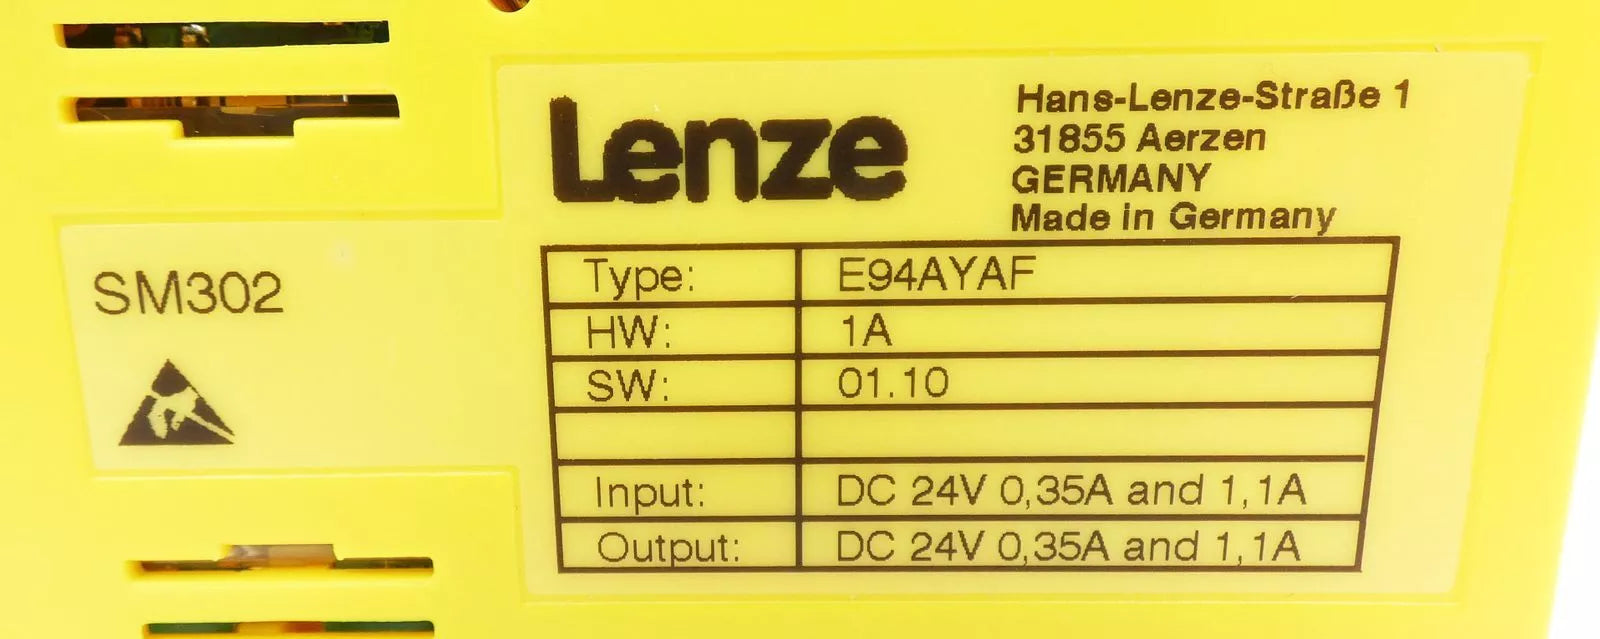 Lenze
Hans-Lenze-Straße 1
31855 Aerzen
GERMANY
Made in Germany
SM302
Type: E94AYAF
HW: 1A
SW: 01.10
Input: DC 24V 0,35A and 1,1A
Output: DC 24V 0,35A and 1,1A